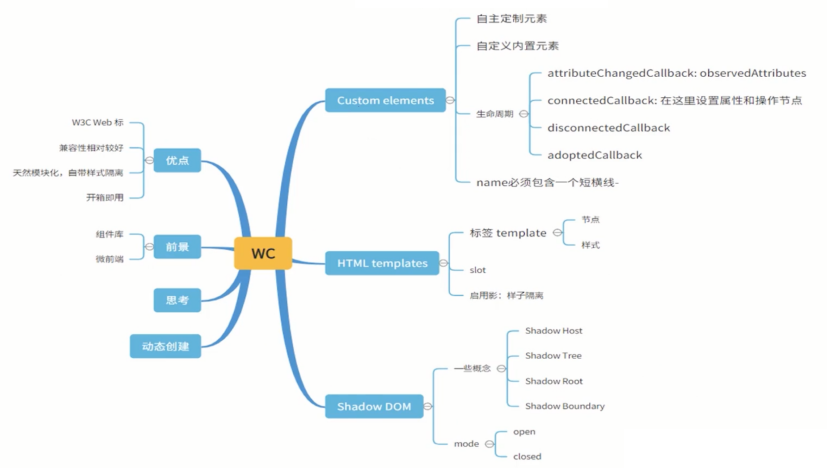 WC
Custom elements
自主定制元素
自定义内置元素
生命周期
attributeChangedCallback: observedAttributes
connectedCallback: 在这里设置属性和操作节点
disconnectedCallback
adoptedCallback
name必须包含一个短横线-
HTML templates
标签 template
节点
样式
slot
启用影: 样子隔离
Shadow DOM
一些概念
Shadow Host
Shadow Tree
Shadow Root
Shadow Boundary
mode
open
closed
优点
W3C Web 标
兼容性相对较好
天然模块化，自带样式隔离
开箱即用
前景
组件库
微前端
思考
动态创建